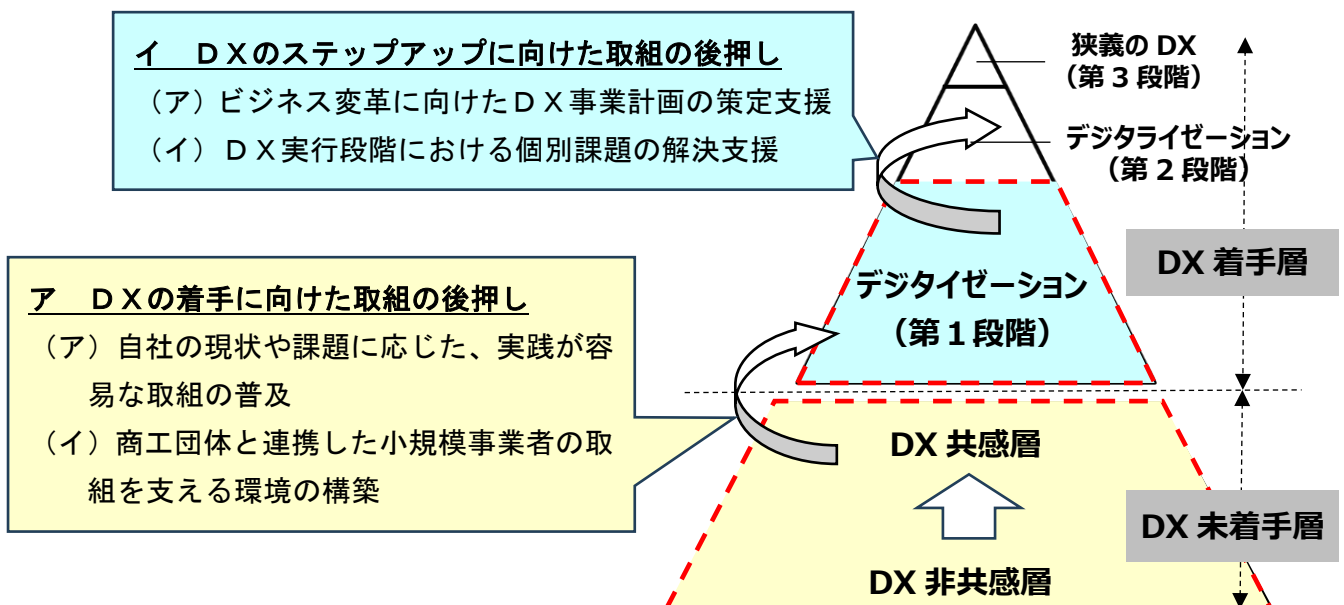 イ　ＤＸのステップアップに向けた取組の後押し
（ア）ビジネス変革に向けたＤＸ事業計画の策定支援
（イ）ＤＸ実行段階における個別課題の解決支援
狭義の DX
（第 3 段階）
デジタライゼーション
（第 2 段階）
DX 着手層
デジタイゼーション
（第 1 段階）
ア　ＤＸの着手に向けた取組の後押し
（ア）自社の現状や課題に応じた、実践が容
易な取組の普及
（イ）商工団体と連携した小規模事業者の取
組を支える環境の構築
DX 共感層
DX 未着手層
DX 非共感層